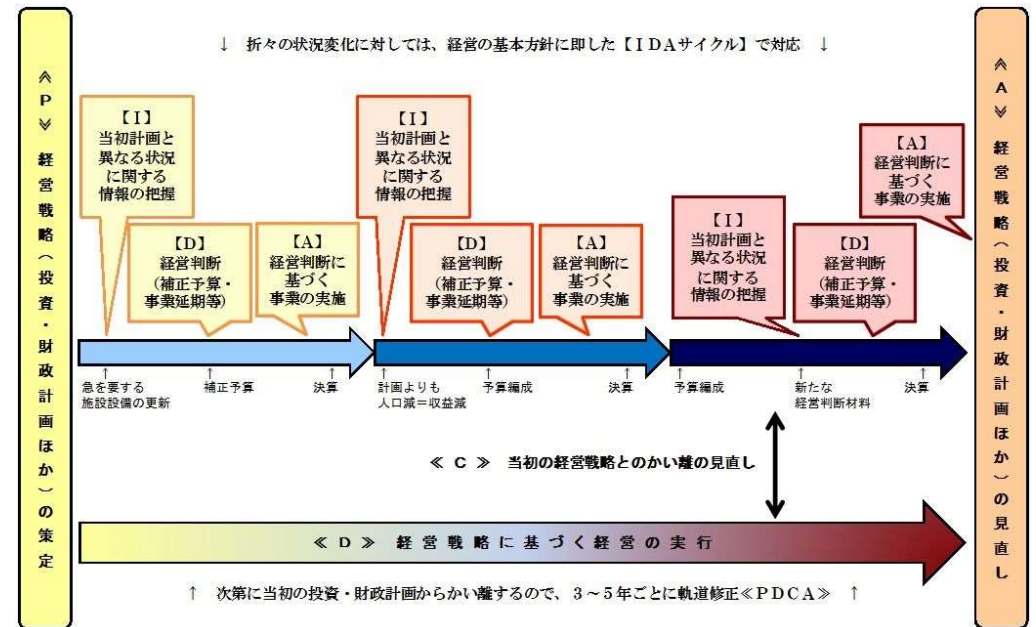 ↓ 折々の状況変化に対しては、経営の基本方針に即した【ＩＤＡサイクル】で対応 ↓
≪Ｐ≫ 経営戦略（投資・財政計画ほか）の策定
【Ｉ】
当初計画と
異なる状況
に関する
情報の把握
【Ｄ】
経営判断
（補正予算・
事業延期等）
【Ａ】
経営判断に
基づく
事業の実施
【Ｉ】
当初計画と
異なる状況
に関する
情報の把握
【Ｄ】
経営判断
（補正予算・
事業延期等）
【Ａ】
経営判断に
基づく
事業の実施
【Ｉ】
当初計画と
異なる状況
に関する
情報の把握
【Ｄ】
経営判断
（補正予算・
事業延期等）
【Ａ】
経営判断に
基づく
事業の実施
≪Ａ≫ 経営戦略（投資・財政計画ほか）の見直し
↑
急を要する
施設設備の更新
↑
補正予算
↑
決算
↑
計画よりも
人口減＝収益減
↑
予算編成
↑
決算
↑
予算編成
↑
新たな
経営判断材料
↑
決算
≪ Ｃ ≫ 当初の経営戦略とのかい離の見直し
≪ Ｄ ≫ 経営戦略に基づく経営の実行
↑ 次第に当初の投資・財政計画からかい離するので、３～５年ごとに軌道修正≪ＰＤＣＡ≫ ↑